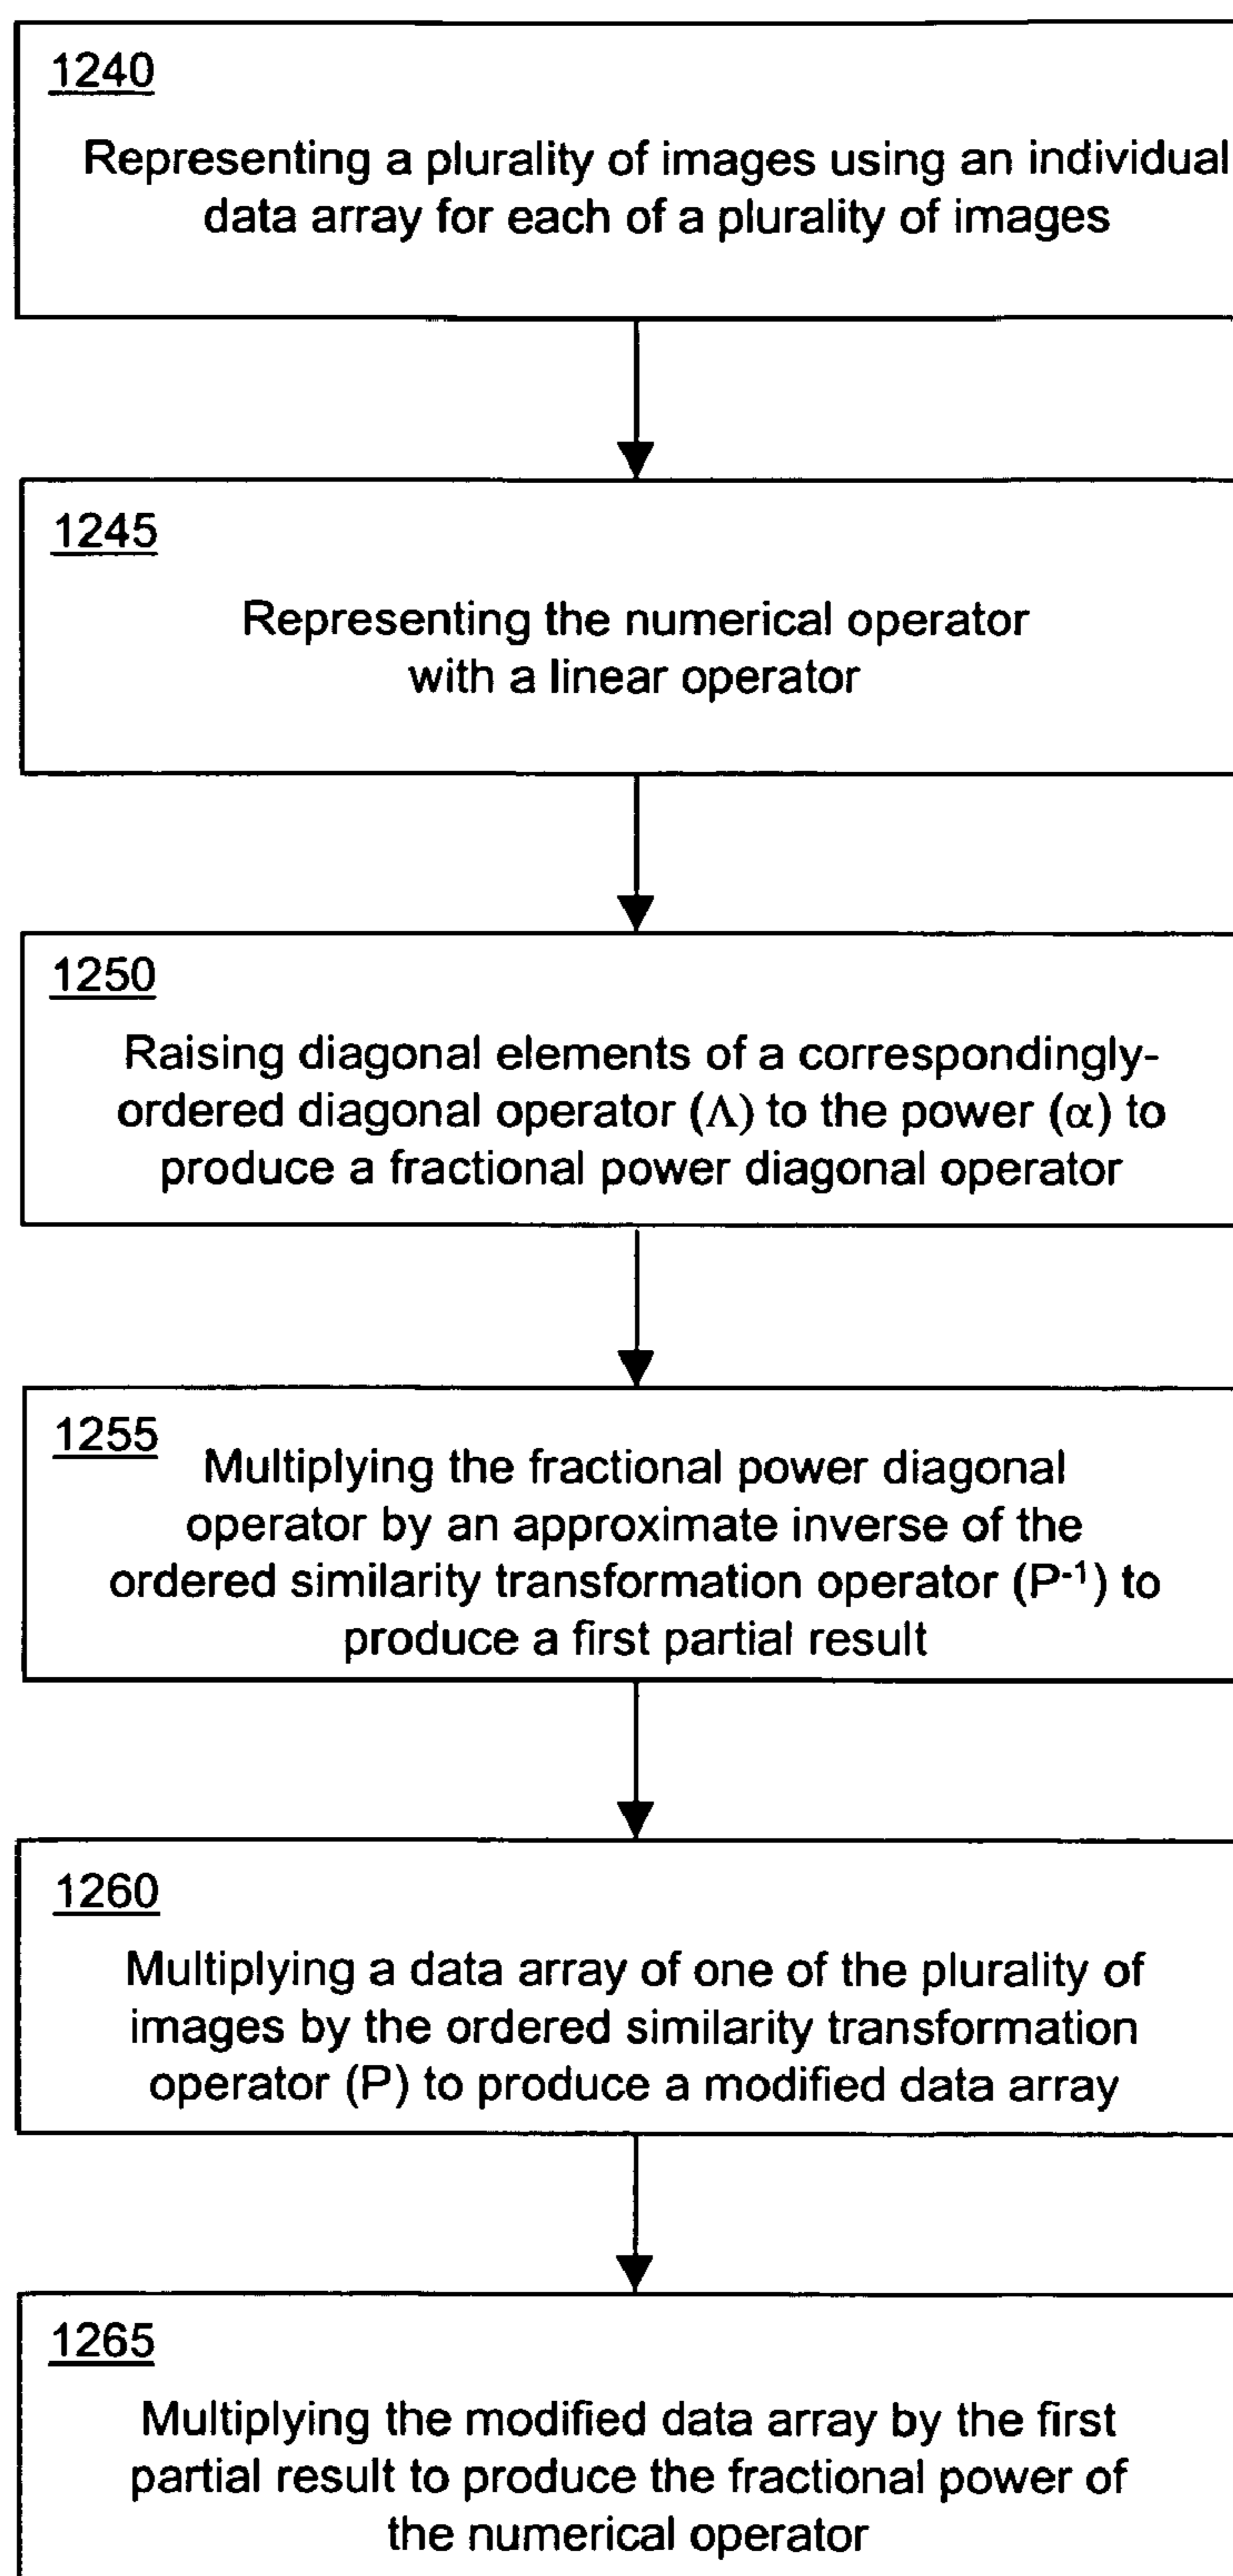 1240
Representing a plurality of images using an individual
data array for each of a plurality of images
1245
Representing the numerical operator
with a linear operator
1250
Raising diagonal elements of a correspondingly-
ordered diagonal operator (Λ) to the power (α) to
produce a fractional power diagonal operator
1255
Multiplying the fractional power diagonal
operator by an approximate inverse of the
ordered similarity transformation operator (P-1) to
produce a first partial result
1260
Multiplying a data array of one of the plurality of
images by the ordered similarity transformation
operator (P) to produce a modified data array
1265
Multiplying the modified data array by the first
partial result to produce the fractional power of
the numerical operator